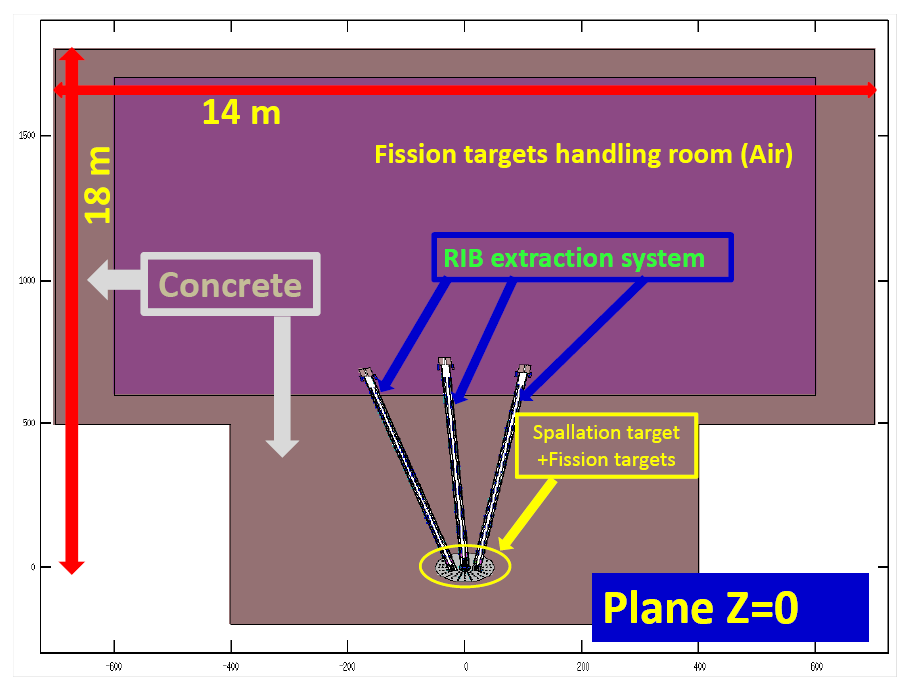 14 m
18 m
Fission targets handling room (Air)
RIB extraction system
Concrete
Spallation target
+Fission targets
Plane Z=0
1500
1000
500
0
-600
-400
-200
0
200
400
600